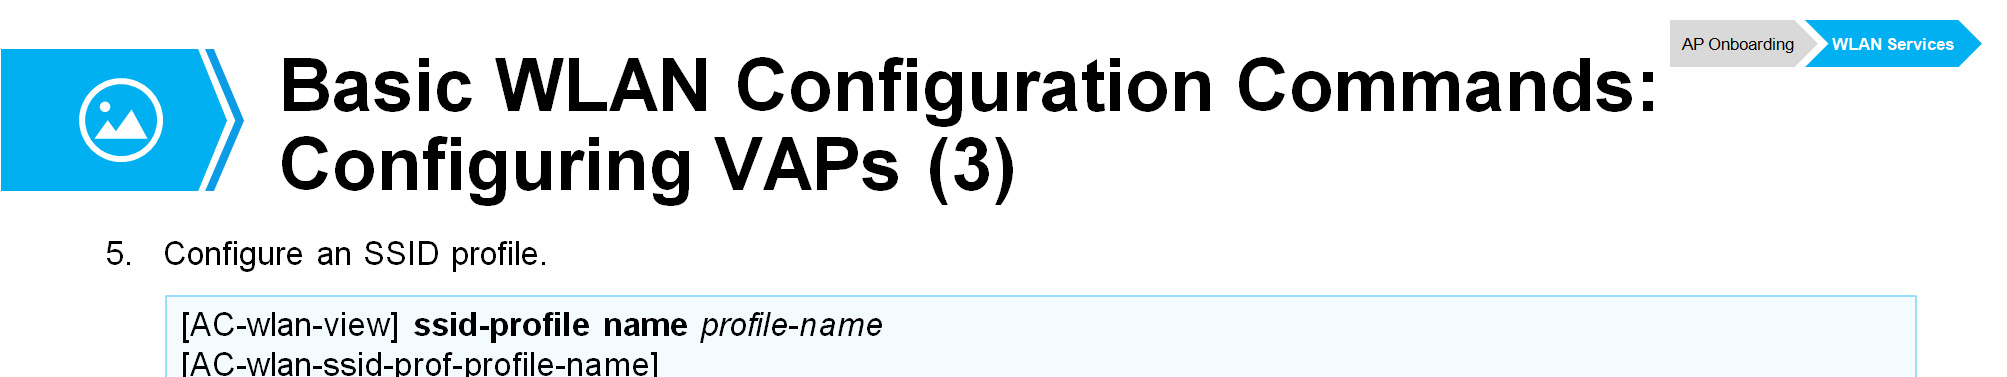 AP Onboarding
WLAN Services
Basic WLAN Configuration Commands:
Configuring VAPs (3)
5. Configure an SSID profile.
[AC-wlan-view] ssid-profile name profile-name
[AC-wlan-ssid-prof-profile-name]